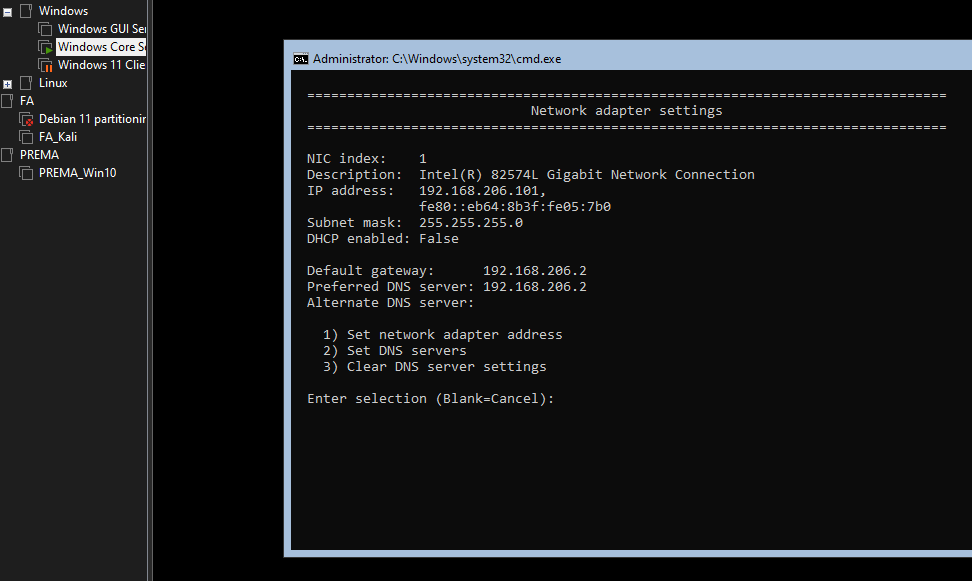 Windows
Windows GUI Ser
Windows Core Se
Windows 11 Clie
Linux
FA
Debian 11 partitionin
FA_Kali
PREMA
PREMA_Win10
Administrator: C:\Windows\system32\cmd.exe
================================================================================
Network adapter settings
================================================================================
NIC index: 1
Description: Intel(R) 82574L Gigabit Network Connection
IP address: 192.168.206.101,
fe80::eb64:8b3f:fe05:7b0
Subnet mask: 255.255.255.0
DHCP enabled: False
Default gateway: 192.168.206.2
Preferred DNS server: 192.168.206.2
Alternate DNS server:
1) Set network adapter address
2) Set DNS servers
3) Clear DNS server settings
Enter selection (Blank=Cancel):